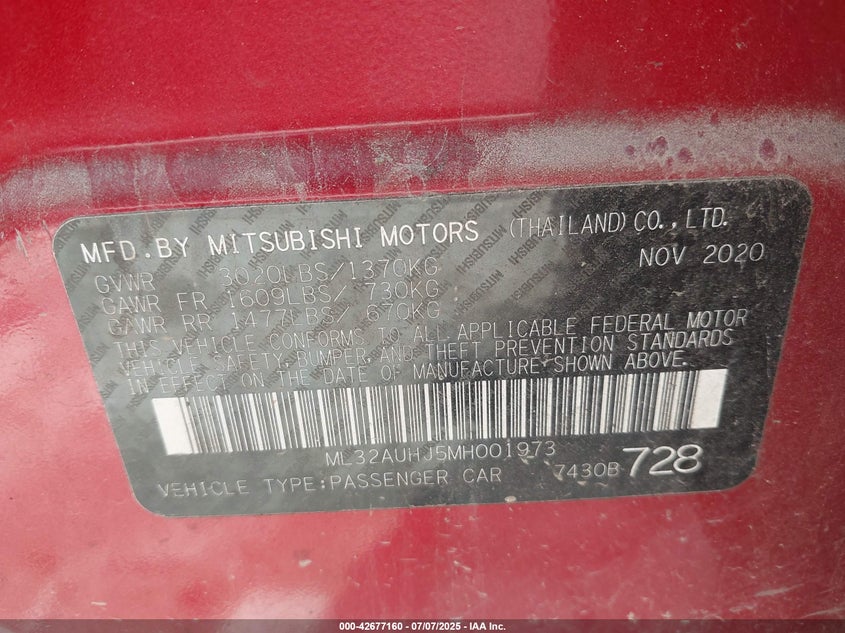 MFD.BY MITSUBISHI MOTORS (THAILAND) CO.,LTD.
NOV 2020
GVWR 3020LBS/1370KG
GAWR FR 1609LBS/ 730KG
GAWR RR 1477LBS/ 670KG
THIS VEHICLE CONFORMS TO ALL APPLICABLE FEDERAL MOTOR
VEHICLE SAFETY,BUMPER,AND THEFT PREVENTION STANDARDS
IN EFFECT ON THE DATE OF MANUFACTURE SHOWN ABOVE.
ML32AUHJ5MH001973
VEHICLE TYPE:PASSENGER CAR 7430B 728
000-42677160 - 07/07/2025 - IAA Inc.